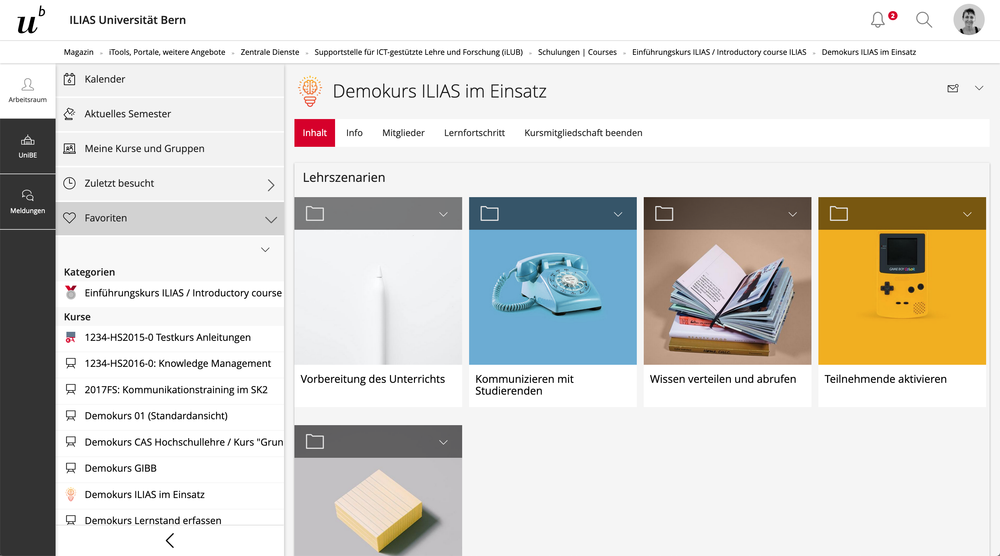 u b
ILIAS Universität Bern
2
Magazin » iTools, Portale, weitere Angebote » Zentrale Dienste » Supportstelle für ICT-gestützte Lehre und Forschung (iLUB) » Schulungen | Courses » Einführungskurs ILIAS / Introductory course ILIAS » Demokurs ILIAS im Einsatz
Arbeitsraum
UniBE
Meldungen
6
Kalender
Aktuelles Semester
Meine Kurse und Gruppen
Zuletzt besucht
Favoriten
Kategorien
Einführungskurs ILIAS / Introductory course
Kurse
K
1234-HS2015-0 Testkurs Anleitungen
1234-HS2016-0: Knowledge Management
2017FS: Kommunikationstraining im SK2
Demokurs 01 (Standardansicht)
Demokurs CAS Hochschullehre / Kurs "Grun
Demokurs GIBB
Demokurs ILIAS im Einsatz
Demokurs Lernstand erfassen
Demokurs ILIAS im Einsatz
Inhalt
Info
Mitglieder
Lernfortschritt
Kursmitgliedschaft beenden
Lehrszenarien
Vorbereitung des Unterrichts
Kommunizieren mit
Studierenden
BEAUTY FOOD
Home CHIC
Wissen verteilen und abrufen
GAME BOY COLOR
Teilnehmende aktivieren